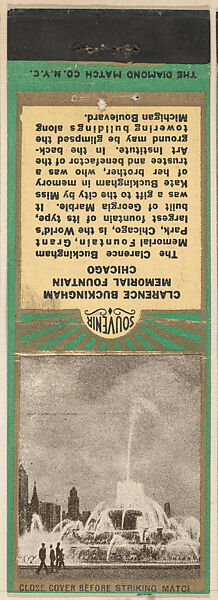 THE DIAMOND MATCH CO. N.Y.C.
SOUVENIR
CLARENCE BUCKINGHAM
MEMORIAL FOUNTAIN
CHICAGO
The Clarence Buckingham
Memorial Fountain, Grant
Park, Chicago, is the World's
largest fountain of its type,
built of Georgia Marble. It
was a gift to the city by Miss
Kate Buckingham in memory
of her brother, who was a
trustee and benefactor of the
Art Institute. In the back-
ground may be glimpsed the
towering buildings along
Michigan Boulevard.
CLOSE COVER BEFORE STRIKING MATCH